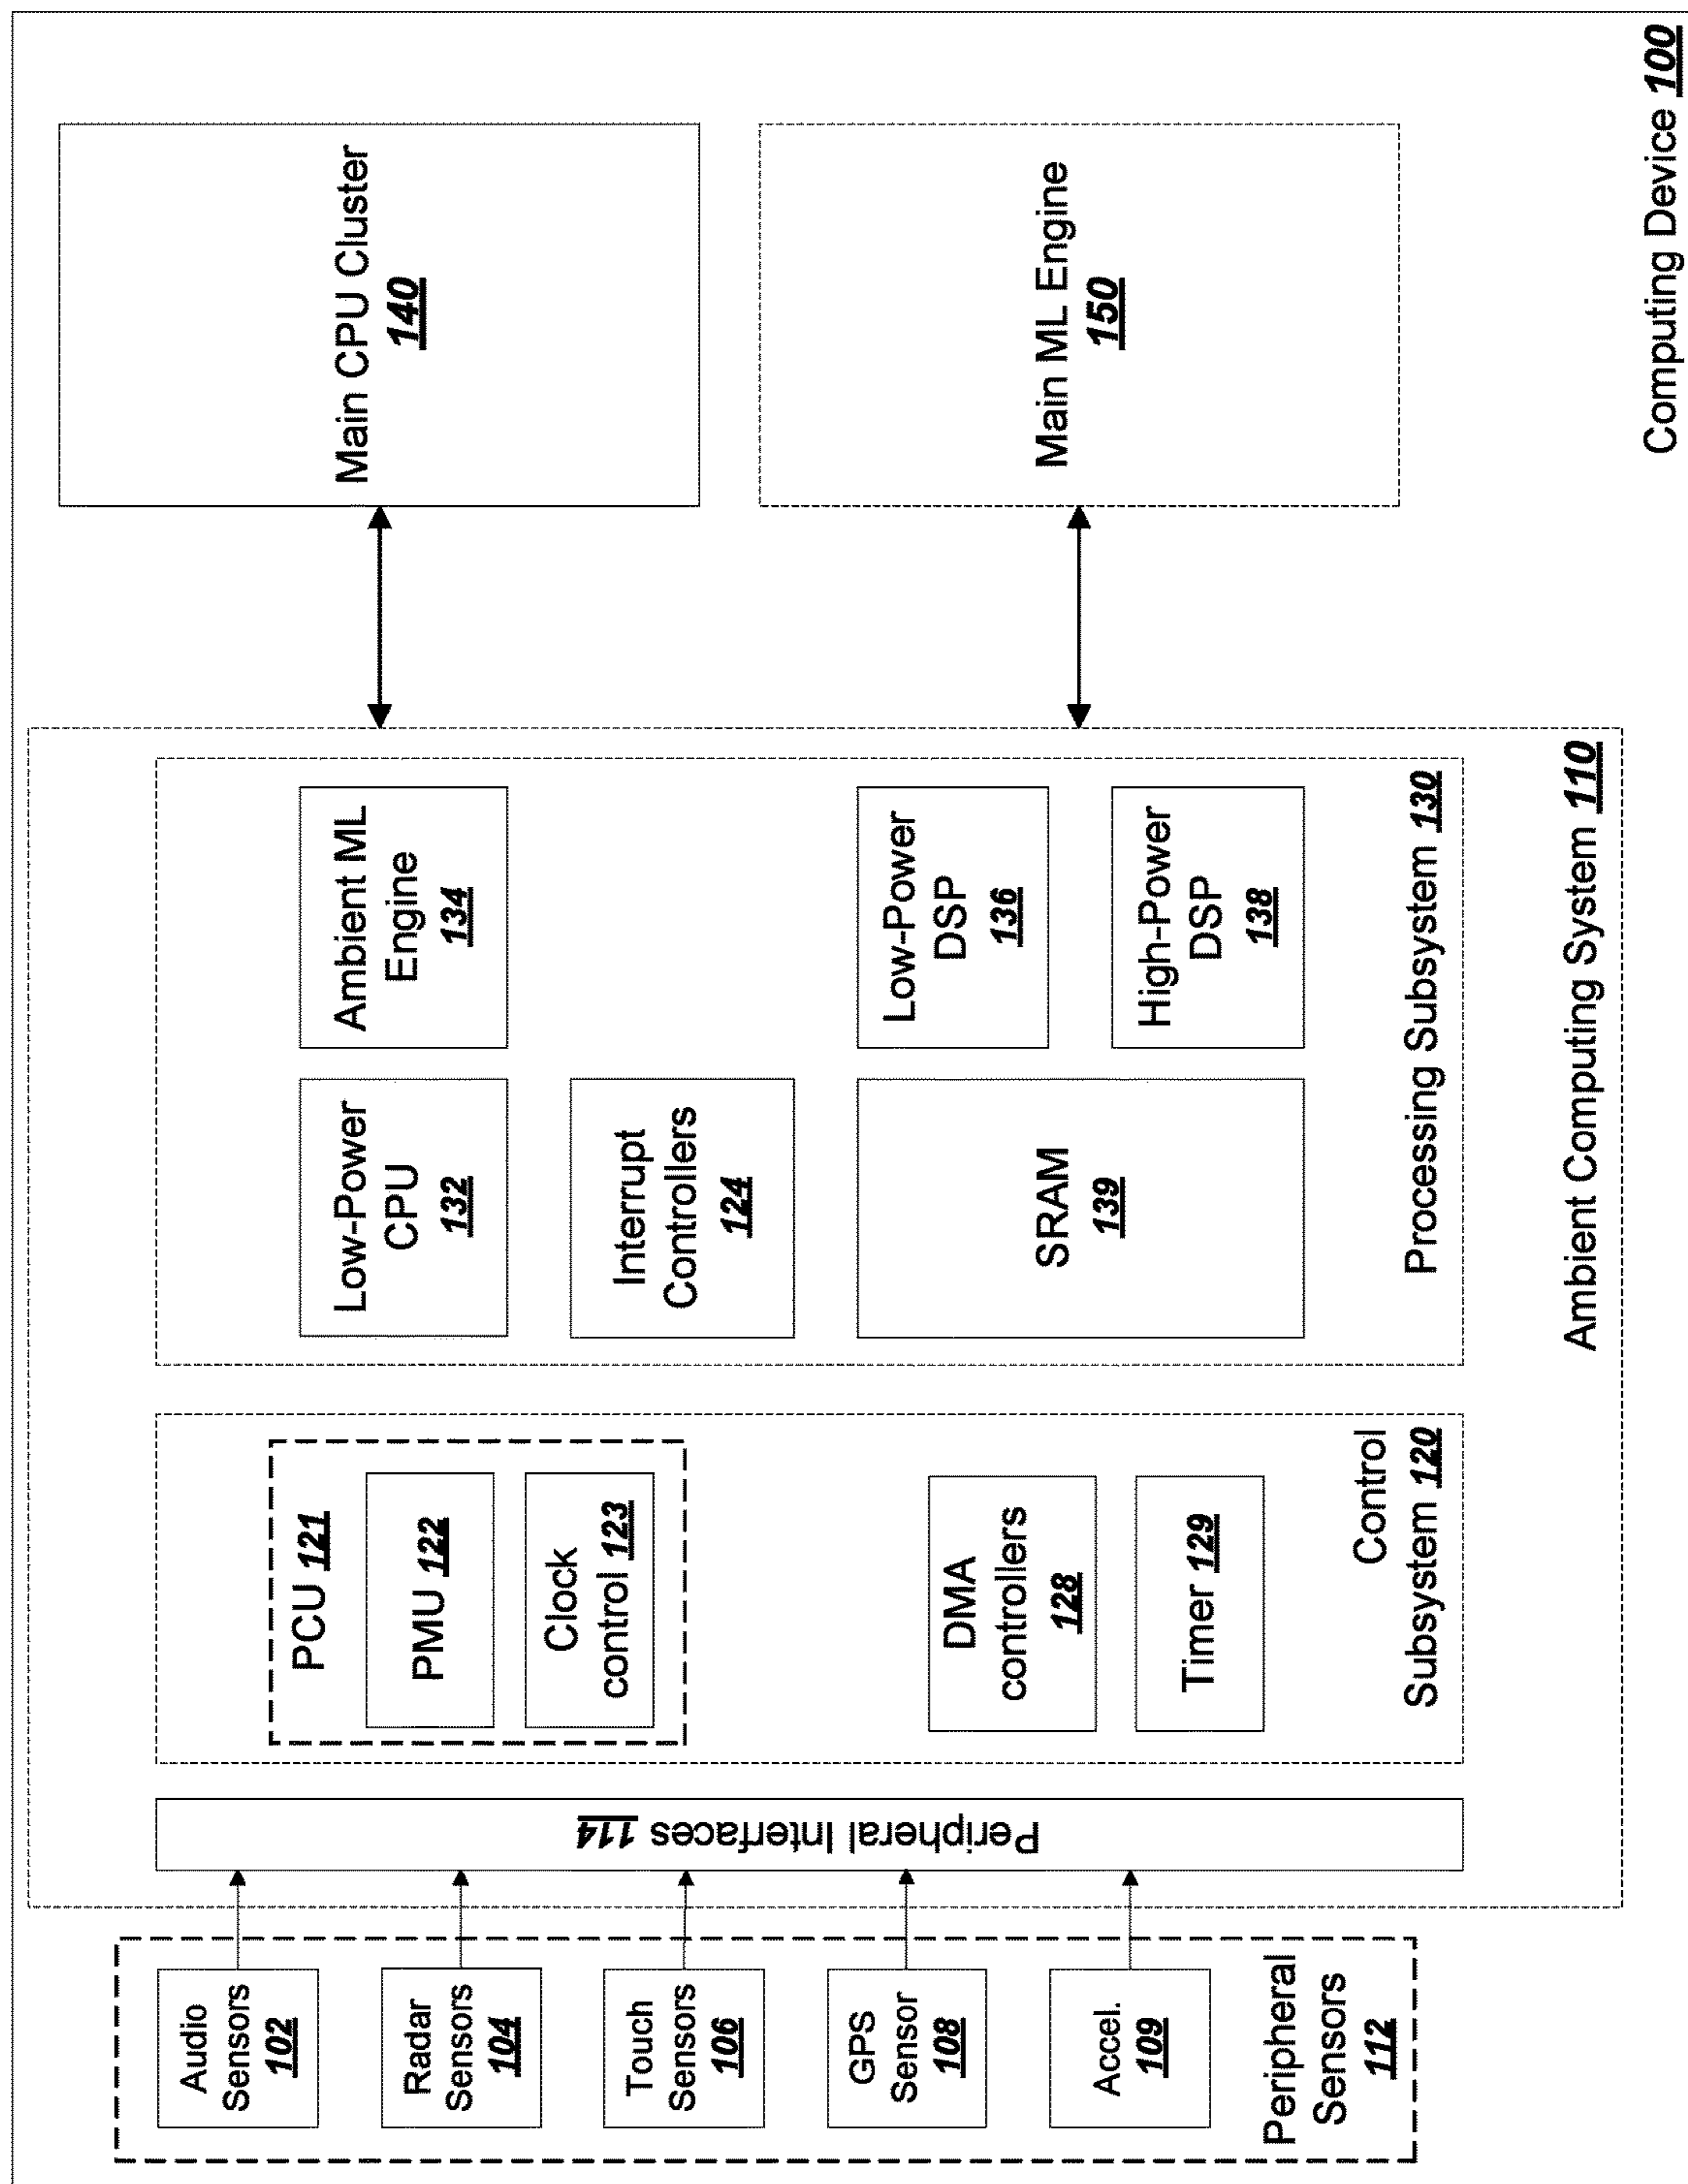 Audio
Sensors
102
Radar
Sensors
104
Touch
Sensors
106
GPS
Sensor
108
Accel.
109
Peripheral
Sensors
112
Peripheral Interfaces 114
PCU 121
PMU 122
Clock
control 123
DMA
controllers
128
Timer 129
Control
Subsystem 120
Low-Power
CPU
132
Ambient ML
Engine
134
Interrupt
Controllers
124
SRAM
139
Low-Power
DSP
136
High-Power
DSP
138
Processing Subsystem 130
Ambient Computing System 110
Main CPU Cluster
140
Main ML Engine
150
Computing Device 100